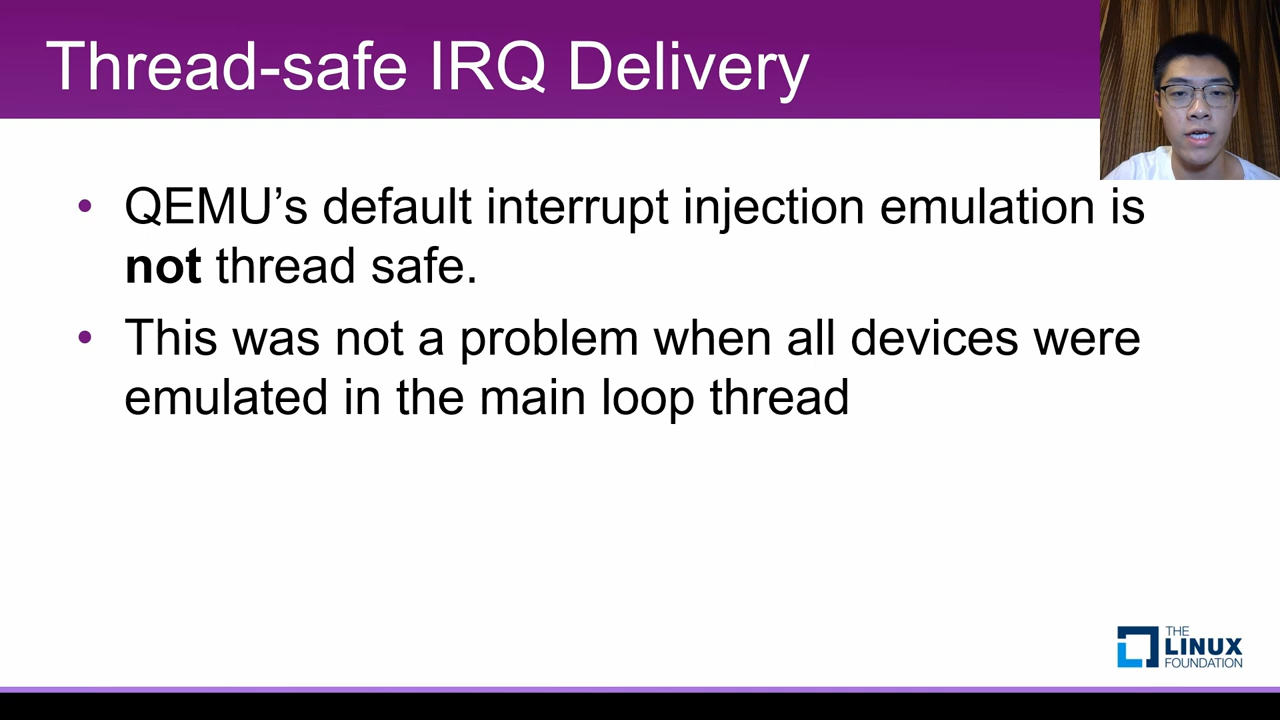 Thread-safe IRQ Delivery
• QEMU’s default interrupt injection emulation is
not thread safe.
• This was not a problem when all devices were
emulated in the main loop thread
THE
LINUX
FOUNDATION